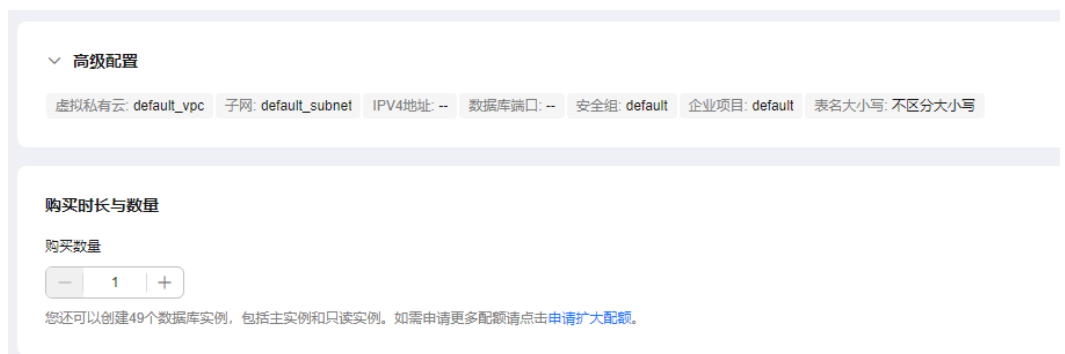 高级配置
虚拟私有云: default_vpc 子网: default_subnet IPV4地址: -- 数据库端口: -- 安全组: default 企业项目: default 表名大小写: 不区分大小写
购买时长与数量
购买数量
1
您还可以创建49个数据库实例，包括主实例和只读实例。如需申请更多配额请点击申请扩大配额。